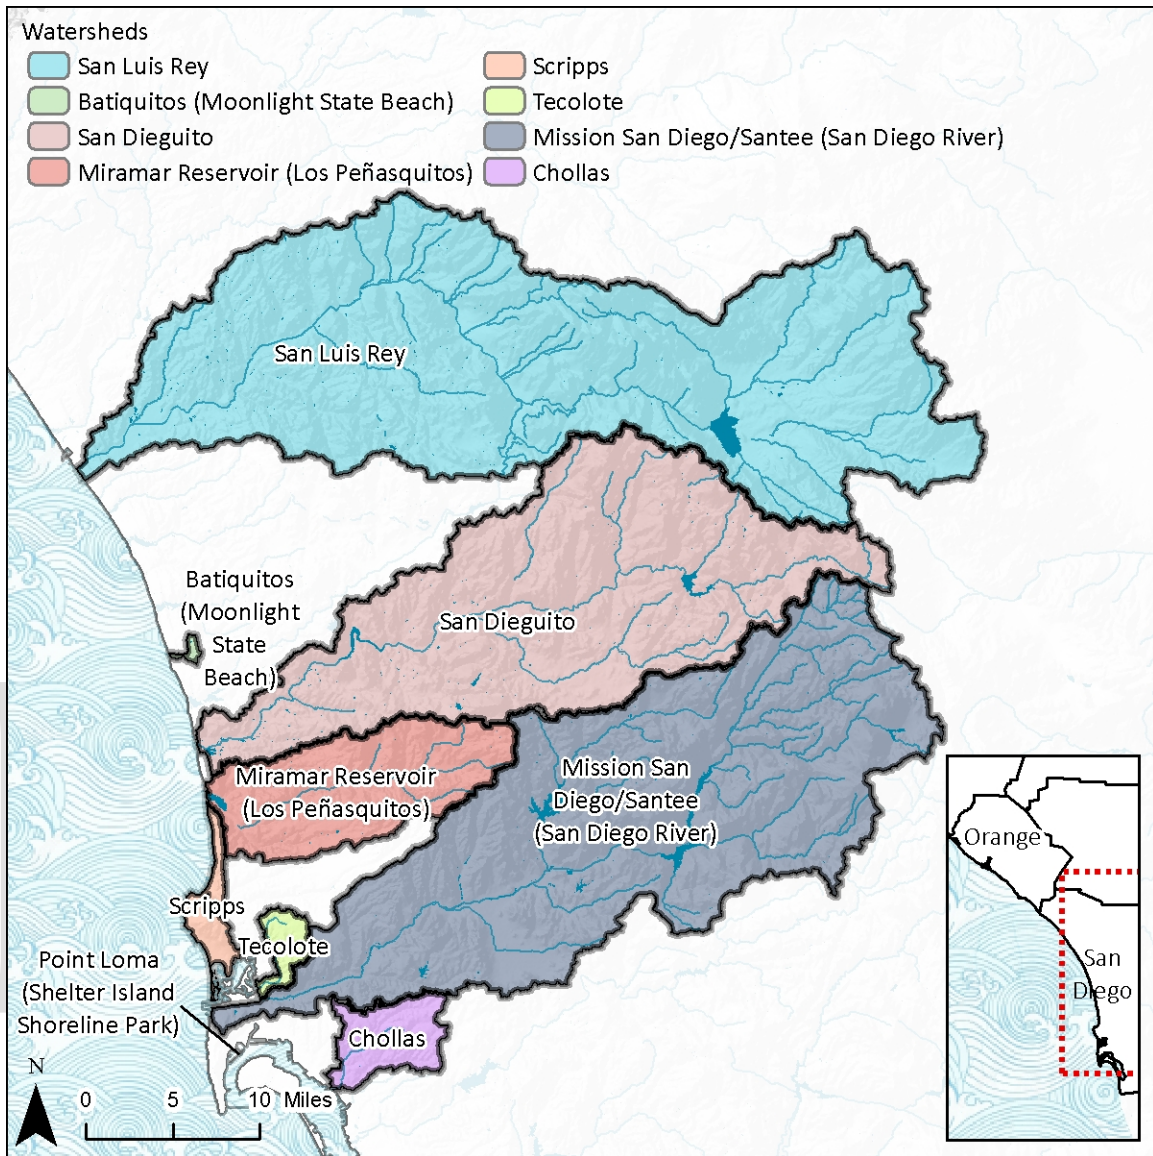 Watersheds
San Luis Rey
Batiquitos (Moonlight State Beach)
San Dieguito
Miramar Reservoir (Los Peñasquitos)
Scripps
Tecolote
Mission San Diego/Santee (San Diego River)
Chollas
San Luis Rey
Batiquitos
(Moonlight
State
Beach)
San Dieguito
Miramar Reservoir
(Los Peñasquitos)
Mission San
Diego/Santee
(San Diego River)
Scripps
Tecolote
Point Loma
(Shelter Island
Shoreline Park)
Chollas
N
0 5 10 Miles
Orange
San
Diego